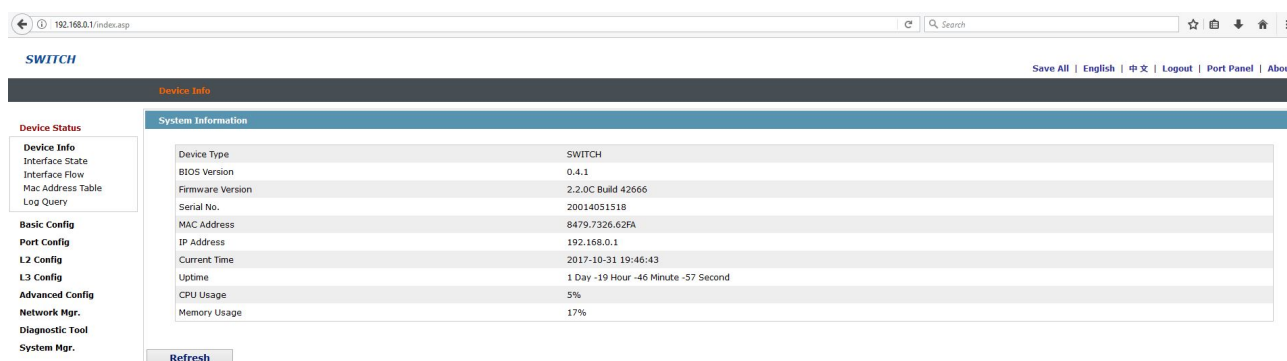 192.168.0.1/index.asp
Search
SWITCH
Save All | English | 中文 | Logout | Port Panel | Abou
Device Info
Device Status
System Information
Device Info
Interface State
Interface Flow
Mac Address Table
Log Query
Basic Config
Port Config
L2 Config
L3 Config
Advanced Config
Network Mgr.
Diagnostic Tool
System Mgr.
Device Type SWITCH
BIOS Version 0.4.1
Firmware Version 2.2.0C Build 42666
Serial No. 20014051518
MAC Address 8479.7326.62FA
IP Address 192.168.0.1
Current Time 2017-10-31 19:46:43
Uptime 1 Day -19 Hour -46 Minute -57 Second
CPU Usage 5%
Memory Usage 17%
Refresh